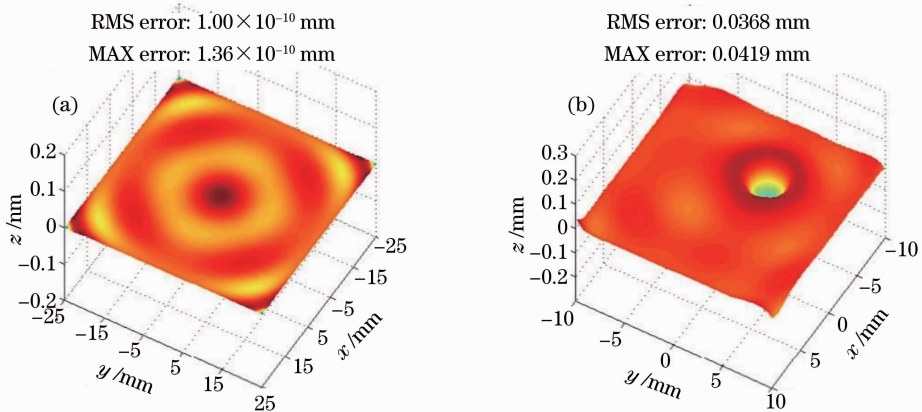 RMS error: 1.00×10⁻¹⁰ mm
MAX error: 1.36×10⁻¹⁰ mm
(a)
0.2
0.1
0
−0.1
−0.2
z/nm
−25
−15
−5
5
15
25
y/mm
15
5
−5
−15
−25
x/mm
RMS error: 0.0368 mm
MAX error: 0.0419 mm
(b)
0.3
0.2
0.1
0
−0.1
−0.2
z/mm
−10
−5
0
5
10
y/mm
5
0
−5
−10
x/mm